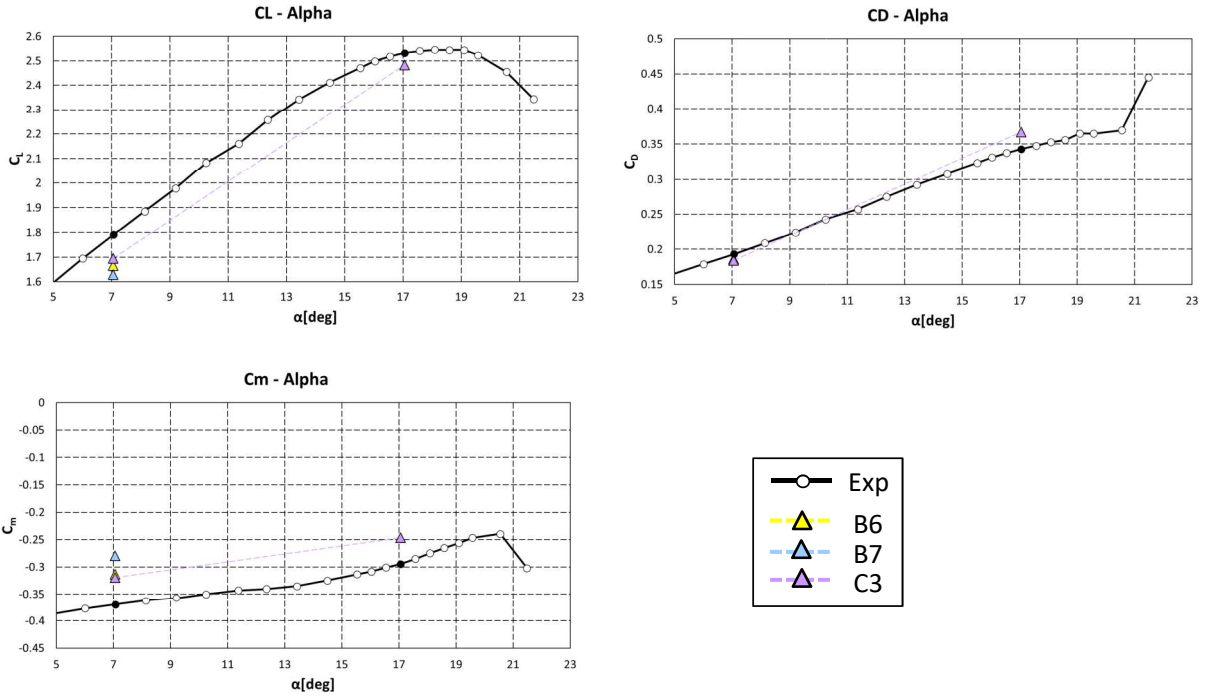 CL - Alpha
2.6
2.5
2.4
2.3
2.2
2.1
2
1.9
1.8
1.7
1.6
CL
5 7 9 11 13 15 17 19 21 23
α[deg]
CD - Alpha
0.5
0.45
0.4
0.35
0.3
0.25
0.2
0.15
CD
5 7 9 11 13 15 17 19 21 23
α[deg]
Cm - Alpha
0
-0.05
-0.1
-0.15
-0.2
-0.25
-0.3
-0.35
-0.4
-0.45
Cm
5 7 9 11 13 15 17 19 21 23
α[deg]
Exp
B6
B7
C3